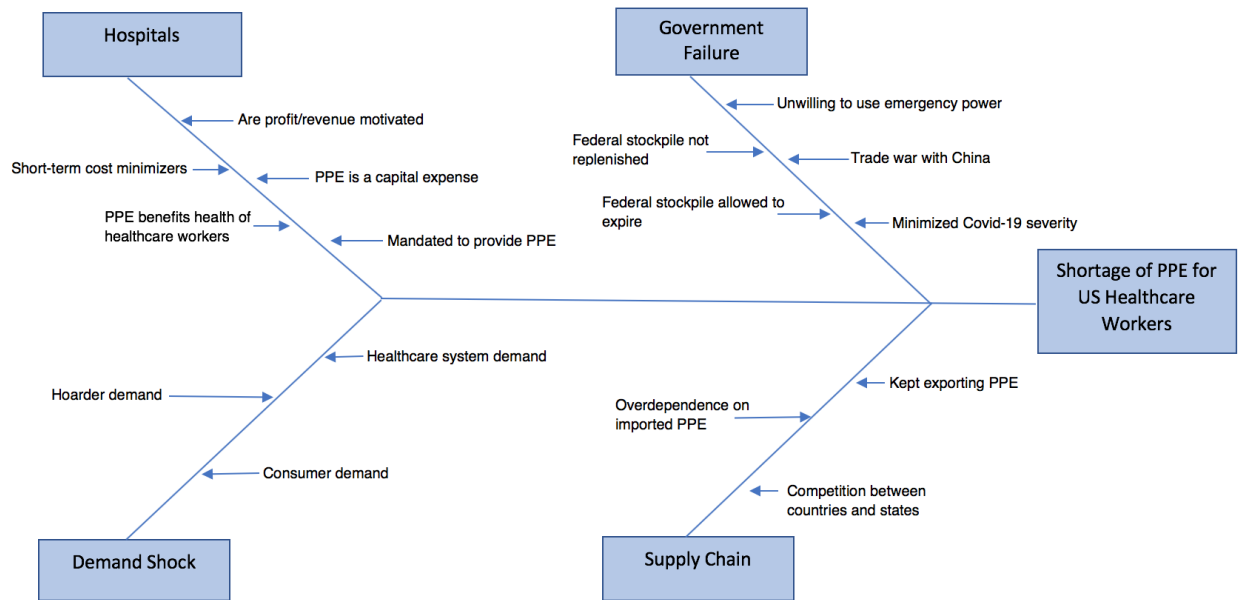 Hospitals
Government
Failure
Are profit/revenue motivated
Short-term cost minimizers
PPE is a capital expense
PPE benefits health of
healthcare workers
Mandated to provide PPE
Unwilling to use emergency power
Federal stockpile not
replenished
Trade war with China
Federal stockpile allowed to
expire
Minimized Covid-19 severity
Shortage of PPE for
US Healthcare
Workers
Healthcare system demand
Hoarder demand
Consumer demand
Demand Shock
Kept exporting PPE
Overdependence on
imported PPE
Competition between
countries and states
Supply Chain